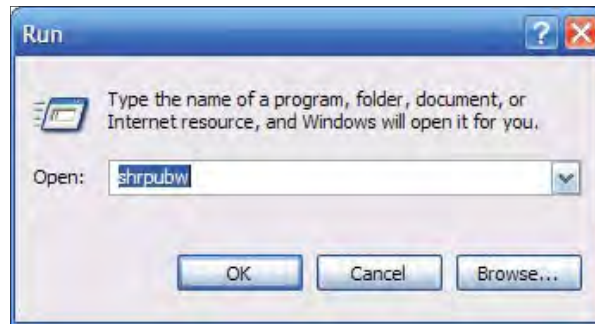 Run
Type the name of a program, folder, document, or
Internet resource, and Windows will open it for you.
Open: shrpubw
OK Cancel Browse...